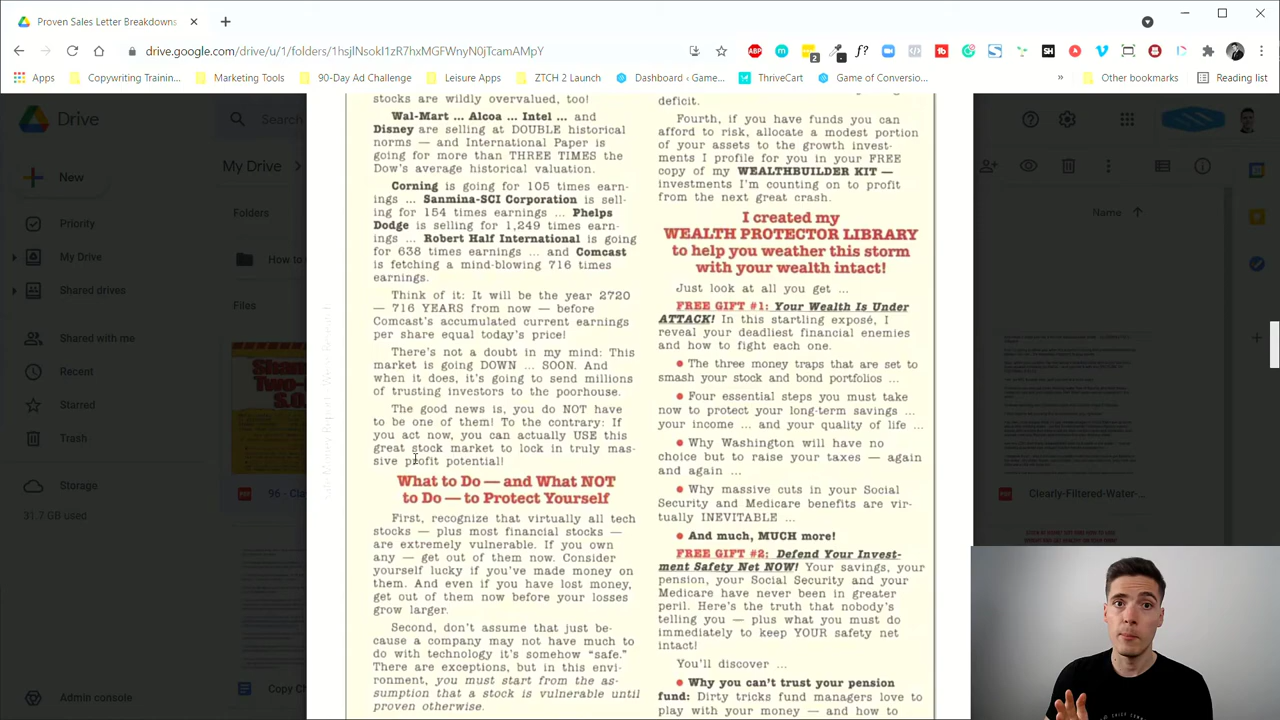 Proven Sales Letter Breakdowns
drive.google.com/drive/u/1/folders/1hsjlNsokI1zR7hxMGFWnyN0jTcamAMpY
Apps
Copywriting Trainin...
Marketing Tools
90-Day Ad Challenge
Leisure Apps
ZTCH 2 Launch
Dashboard ‹ Game...
ThriveCart
Game of Conversio...
»
Other bookmarks
Reading list
Drive
Search
New
Priority
My Drive
Shared drives
Shared with me
Recent
Starred
Trash
Storage
31.7 GB used
Admin console
My Drive
Folders
How to
Files
96 - Cla
Copy Ch
stocks are wildly overvalued, too!
Wal-Mart ... Alcoa ... Intel ... and
Disney are selling at DOUBLE historical
norms — and International Paper is
going for more than THREE TIMES the
Dow's average historical valuation.
Corning is going for 105 times earn-
ings ... Sanmina-SCI Corporation is sell-
ing for 154 times earnings ... Phelps
Dodge is selling for 1,249 times earn-
ings ... Robert Half International is going
for 638 times earnings ... and Comcast
is fetching a mind-blowing 716 times
earnings.
Think of it: It will be the year 2720
— 716 YEARS from now — before
Comcast's accumulated current earnings
per share equal today's price!
There's not a doubt in my mind: This
market is going DOWN ... SOON. And
when it does, it's going to send millions
of trusting investors to the poorhouse.
The good news is, you do NOT have
to be one of them! To the contrary: If
you act now, you can actually USE this
great stock market to lock in truly mas-
sive profit potential!
What to Do — and What NOT
to Do — to Protect Yourself
First, recognize that virtually all tech
stocks — plus most financial stocks —
are extremely vulnerable. If you own
any — get out of them now. Consider
yourself lucky if you've made money on
them. And even if you have lost money,
get out of them now before your losses
grow larger.
Second, don't assume that just be-
cause a company may not have much to
do with technology it's somehow "safe."
There are exceptions, but in this envi-
ronment, you must start from the as-
sumption that a stock is vulnerable until
proven otherwise.
deficit.
Fourth, if you have funds you can
afford to risk, allocate a modest portion
of your assets to the growth invest-
ments I profile for you in your FREE
copy of my WEALTHBUILDER KIT —
investments I'm counting on to profit
from the next great crash.
I created my
WEALTH PROTECTOR LIBRARY
to help you weather this storm
with your wealth intact!
Just look at all you get ...
FREE GIFT #1: Your Wealth Is Under
ATTACK! In this startling exposé, I
reveal your deadliest financial enemies
and how to fight each one.
● The three money traps that are set to
smash your stock and bond portfolios ...
● Four essential steps you must take
now to protect your long-term savings ...
your income ... and your quality of life ...
● Why Washington will have no
choice but to raise your taxes — again
and again ...
● Why massive cuts in your Social
Security and Medicare benefits are vir-
tually INEVITABLE ...
● And much, MUCH more!
FREE GIFT #2: Defend Your Invest-
ment Safety Net NOW! Your savings, your
pension, your Social Security and your
Medicare have never been in greater
peril. Here's the truth that nobody's
telling you — plus what you must do
immediately to keep YOUR safety net
intact!
You'll discover ...
● Why you can't trust your pension
fund: Dirty tricks fund managers love to
play with your money — and how to
Name
Clearly-Filtered-Water-...